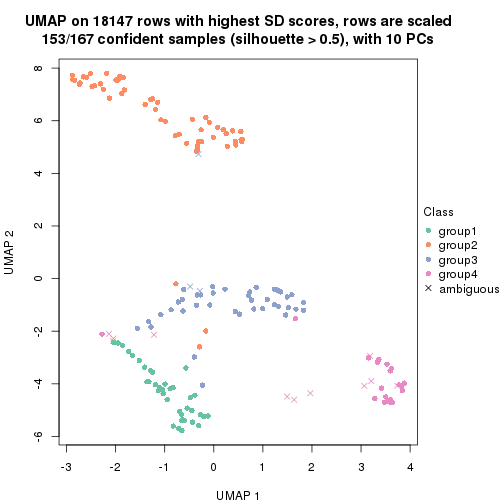 UMAP on 18147 rows with highest SD scores, rows are scaled
153/167 confident samples (silhouette > 0.5), with 10 PCs
8
6
4
2
0
-2
-4
-6
UMAP 2
-3
-2
-1
0
1
2
3
4
UMAP 1
Class
group1
group2
group3
group4
ambiguous